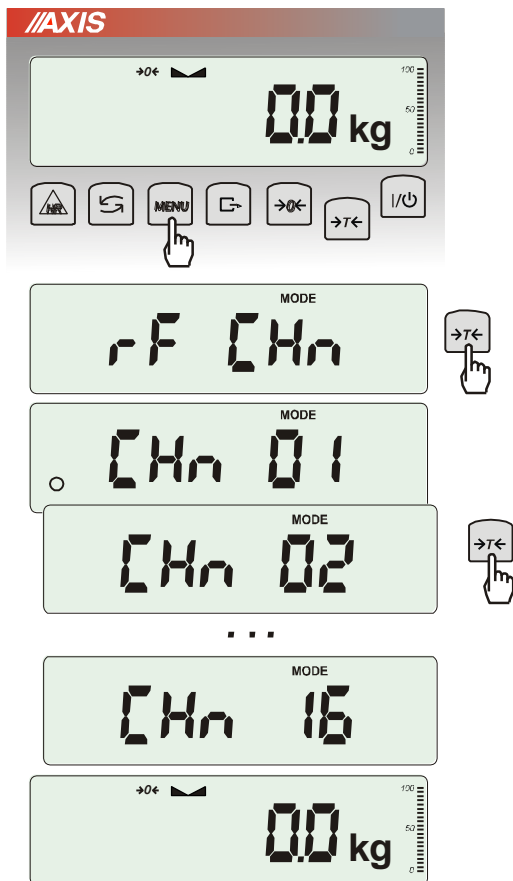 //AXIS
→0← 100
50
0.0 kg
0
HR MENU →0← →T← I/⏻
MODE
rF CHn →T←
MODE
CHn 01
MODE
CHn 02 →T←
...
MODE
CHn 16
→0← 100
50
0.0 kg
0